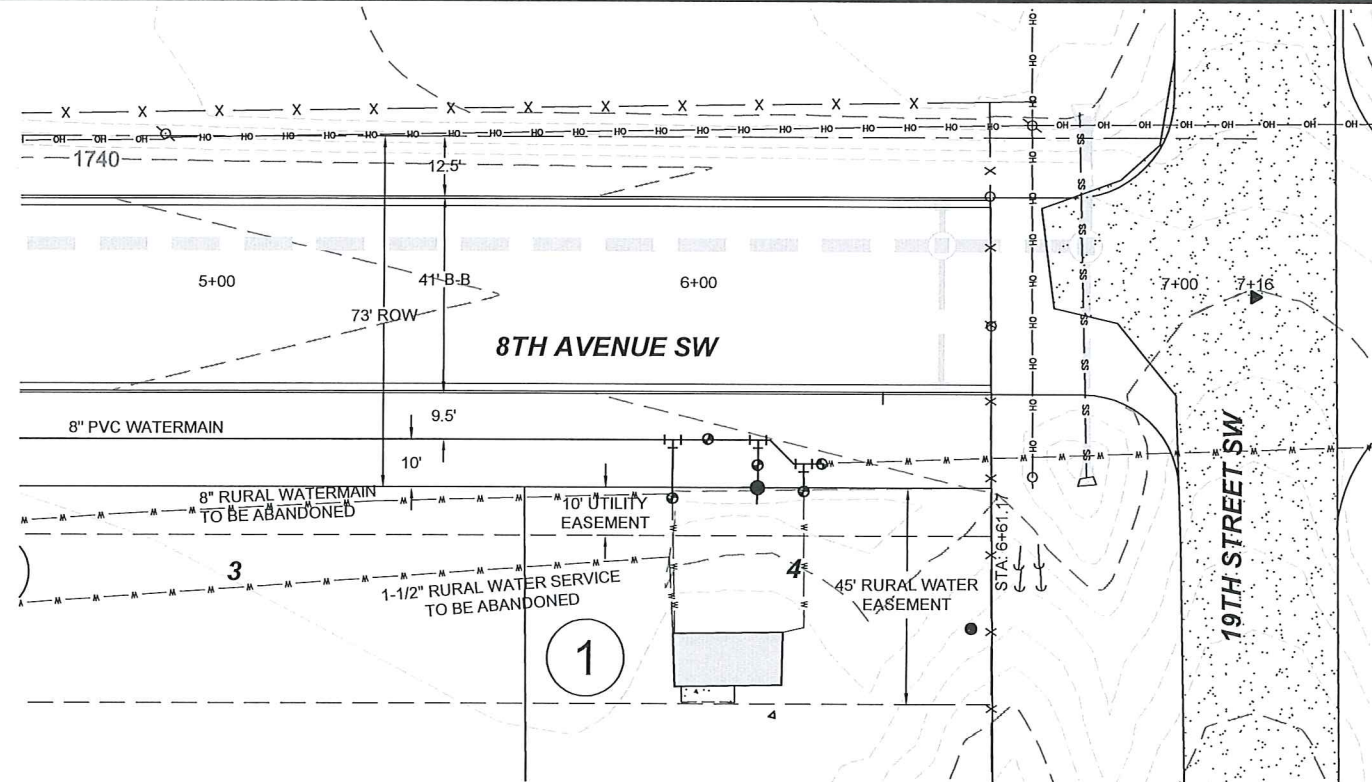 1740
12.5'
5+00
41' B-B
6+00
7+00
7+16
73' ROW
8TH AVENUE SW
9.5'
8" PVC WATERMAIN
10'
8" RURAL WATERMAIN
TO BE ABANDONED
10' UTILITY
EASEMENT
3
4
1-1/2" RURAL WATER SERVICE
TO BE ABANDONED
45' RURAL WATER
EASEMENT
STA: 6+61.17
19TH STREET SW
1